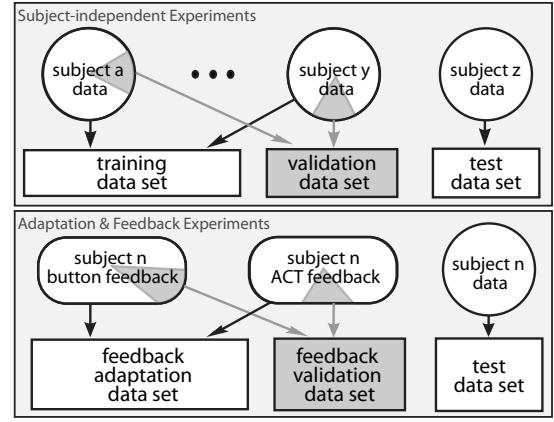 Subject-independent Experiments
subject a
data
subject y
data
subject z
data
training
data set
validation
data set
test
data set
Adaptation & Feedback Experiments
subject n
button feedback
subject n
ACT feedback
subject n
data
feedback
adaptation
data set
feedback
validation
data set
test
data set